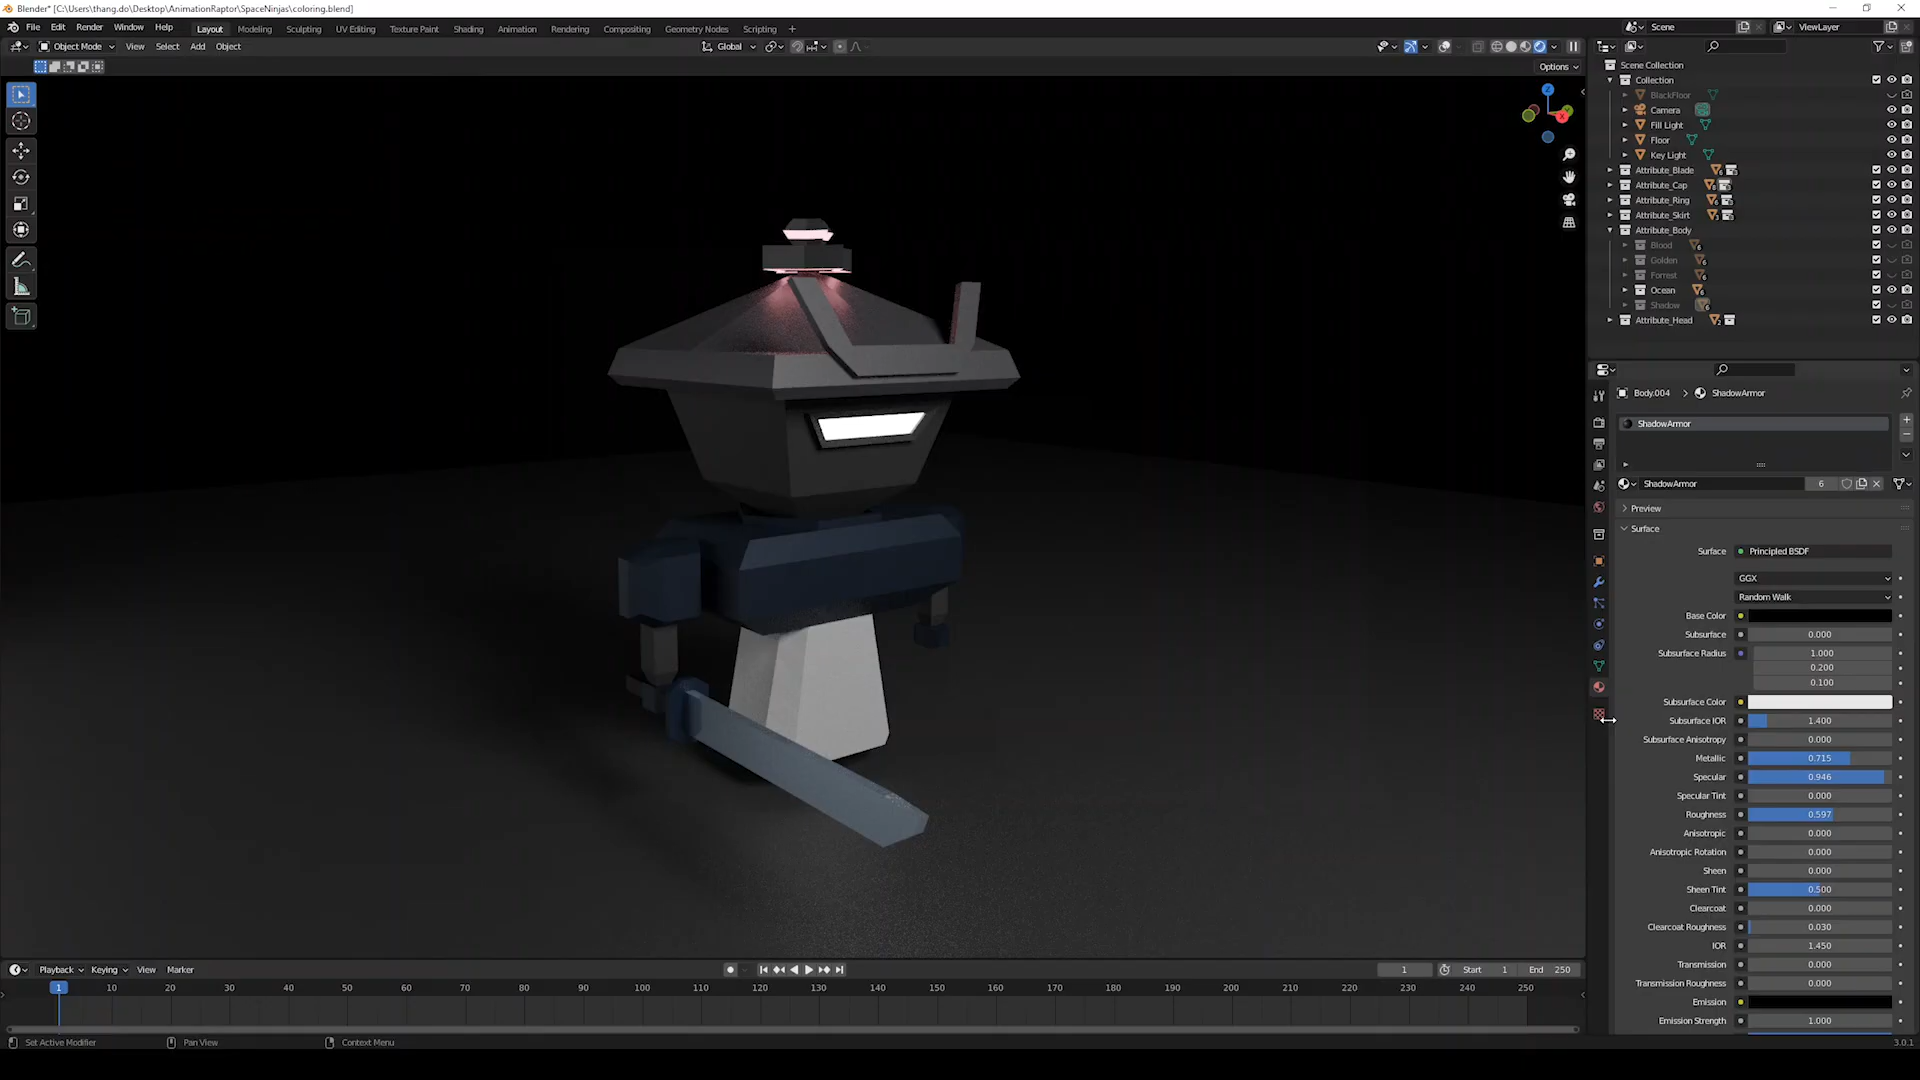 Blender* [C:\Users\thang.do\Desktop\AnimationRaptor\SpaceNinjas\coloring.blend]
File Edit Render Window Help Layout Modeling Sculpting UV Editing Texture Paint Shading Animation Rendering Compositing Geometry Nodes Scripting + Scene ViewLayer
Object Mode View Select Add Object Global
Options
Scene Collection
Collection
BlackFloor
Camera
Fill Light
Floor
Key Light
Attribute_Blade
Attribute_Cap
Attribute_Ring
Attribute_Skirt
Attribute_Body
Blood
Golden
Forrest
Ocean
Shadow
Attribute_Head
Z
Y
X
Body.004 > ShadowArmor
ShadowArmor
ShadowArmor 6
Preview
Surface
Surface Principled BSDF
GGX
Random Walk
Base Color
Subsurface 0.000
Subsurface Radius 1.000
0.200
0.100
Subsurface Color
Subsurface IOR 1.400
Subsurface Anisotropy 0.000
Metallic 0.715
Specular 0.946
Specular Tint 0.000
Roughness 0.597
Anisotropic 0.000
Anisotropic Rotation 0.000
Sheen 0.000
Sheen Tint 0.500
Clearcoat 0.000
Clearcoat Roughness 0.030
IOR 1.450
Transmission 0.000
Transmission Roughness 0.000
Emission
Emission Strength 1.000
Playback Keying View Marker 1 Start 1 End 250
1 10 20 30 40 50 60 70 80 90 100 110 120 130 140 150 160 170 180 190 200 210 220 230 240 250
Set Active Modifier Pan View Context Menu 3.0.1